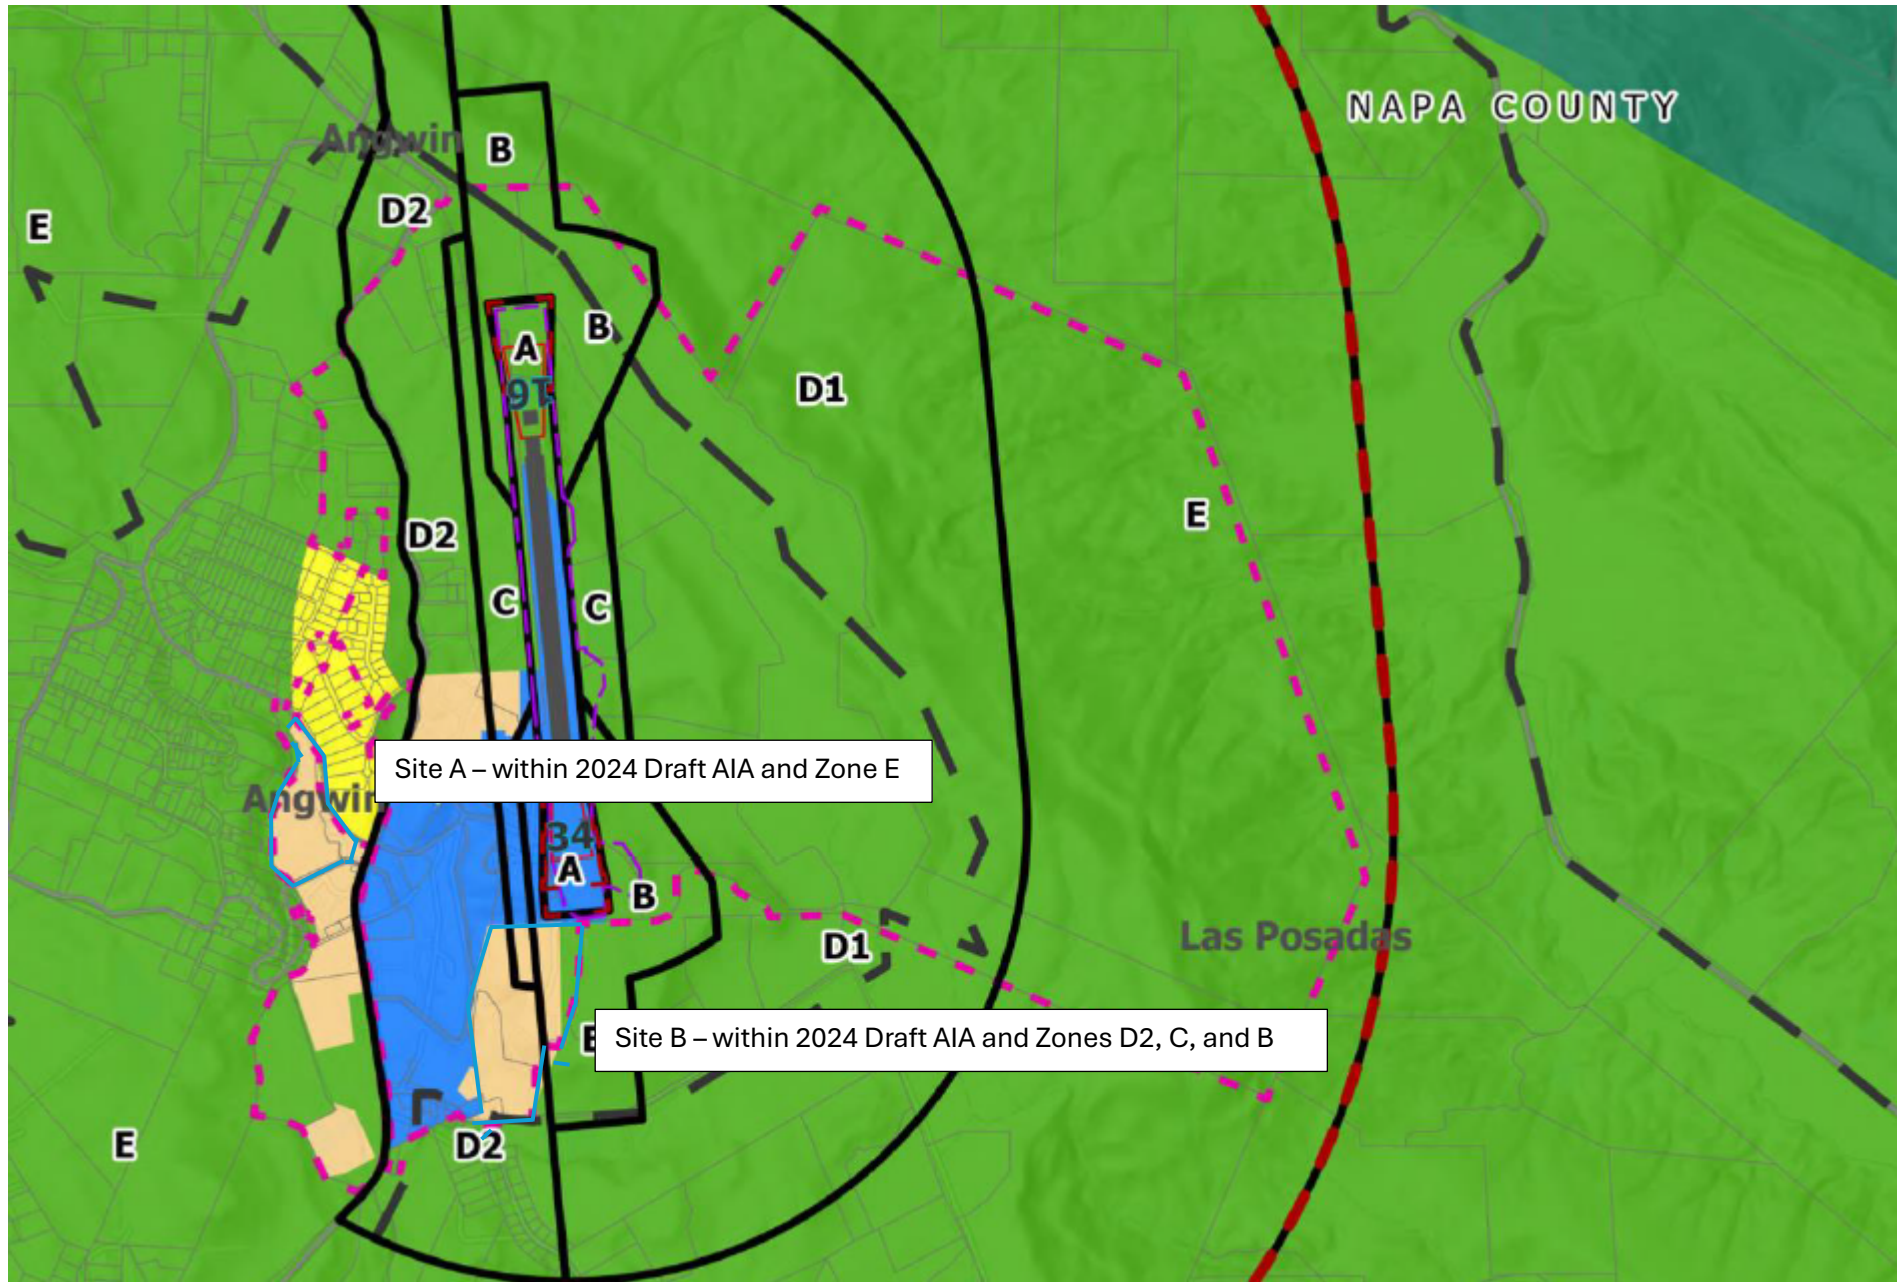 NAPA COUNTY
Angwin
B
D2
E
B
A
9T
D1
E
D2
C
C
Site A – within 2024 Draft AIA and Zone E
Angwin
34
A
B
D1
Las Posadas
Site B – within 2024 Draft AIA and Zones D2, C, and B
E
D2